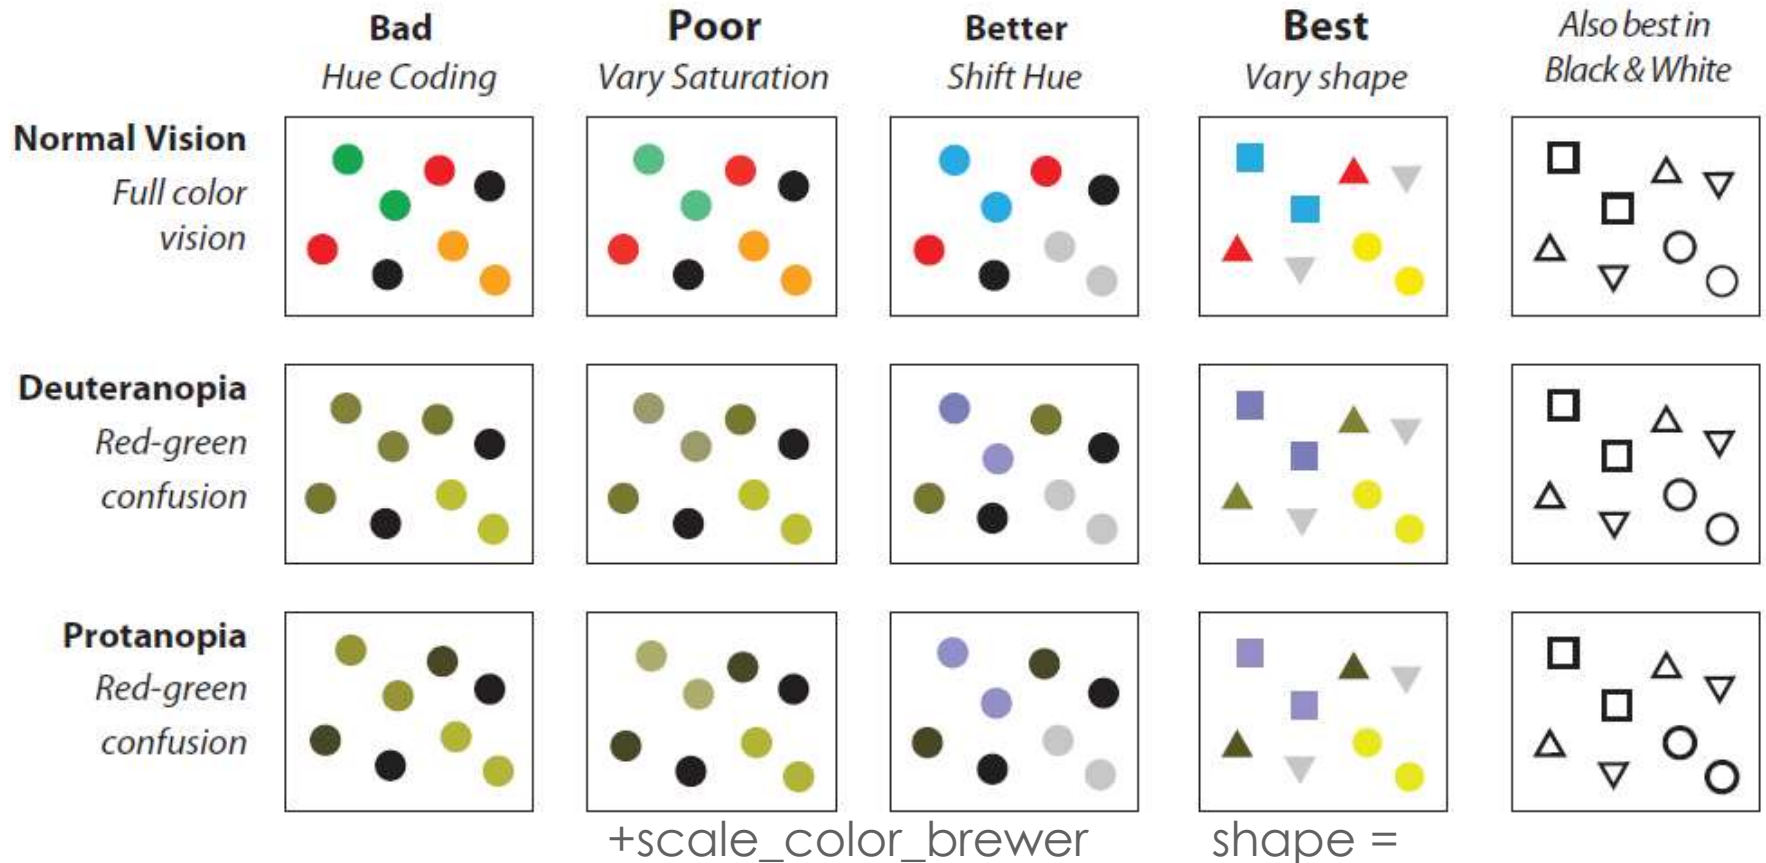 Bad
Hue Coding
Poor
Vary Saturation
Better
Shift Hue
Best
Vary shape
Also best in
Black & White
Normal Vision
Full color
vision
Deuteranopia
Red-green
confusion
Protanopia
Red-green
confusion
+scale_color_brewer
shape =